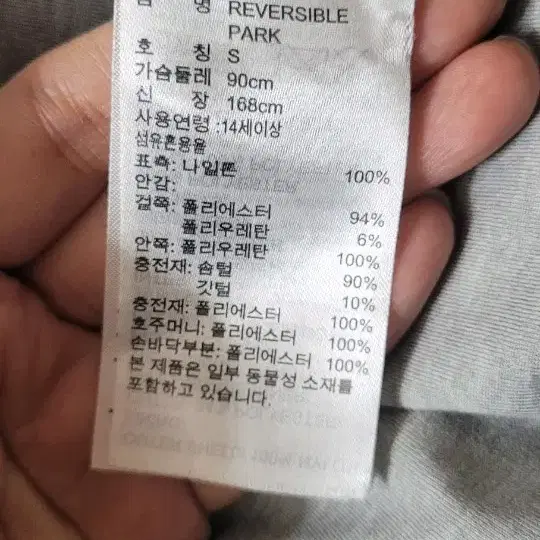 명 REVERSIBLE
PARK
호 칭 S
가슴둘레 90cm
신 장 168cm
사용연령 :14세이상
섬유혼용율
표측: 나일론 100%
안감:
겉쪽: 폴리에스터 94%
폴리우레탄 6%
안쪽: 폴리우레탄 100%
충전재: 솜털 90%
깃털 10%
충전재: 폴리에스터 100%
호주머니: 폴리에스터 100%
손바닥부분: 폴리에스터 100%
본 제품은 일부 동물성 소재를
포함하고 있습니다.